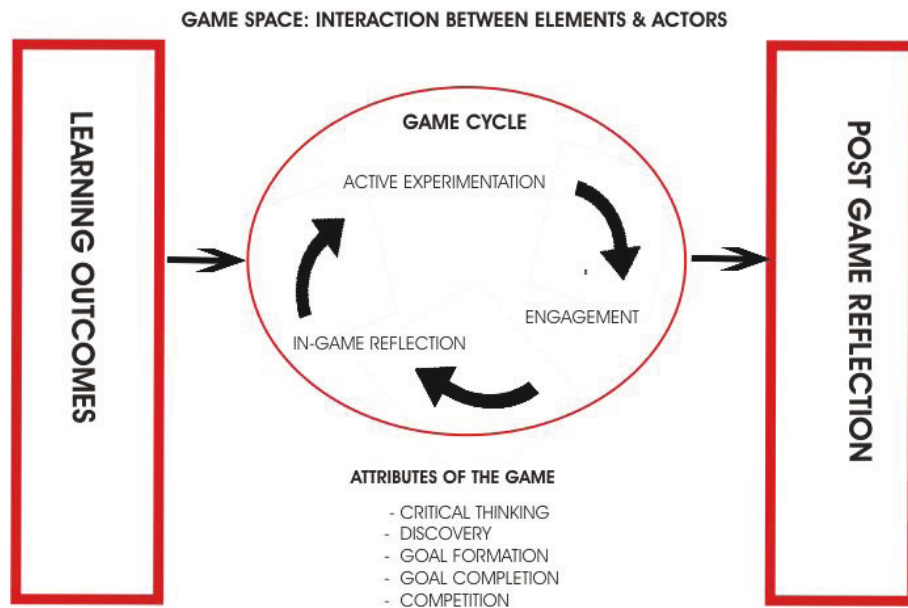 GAME SPACE: INTERACTION BETWEEN ELEMENTS & ACTORS
LEARNING OUTCOMES
GAME CYCLE
ACTIVE EXPERIMENTATION
ENGAGEMENT
IN-GAME REFLECTION
POST GAME REFLECTION
ATTRIBUTES OF THE GAME
- CRITICAL THINKING
- DISCOVERY
- GOAL FORMATION
- GOAL COMPLETION
- COMPETITION